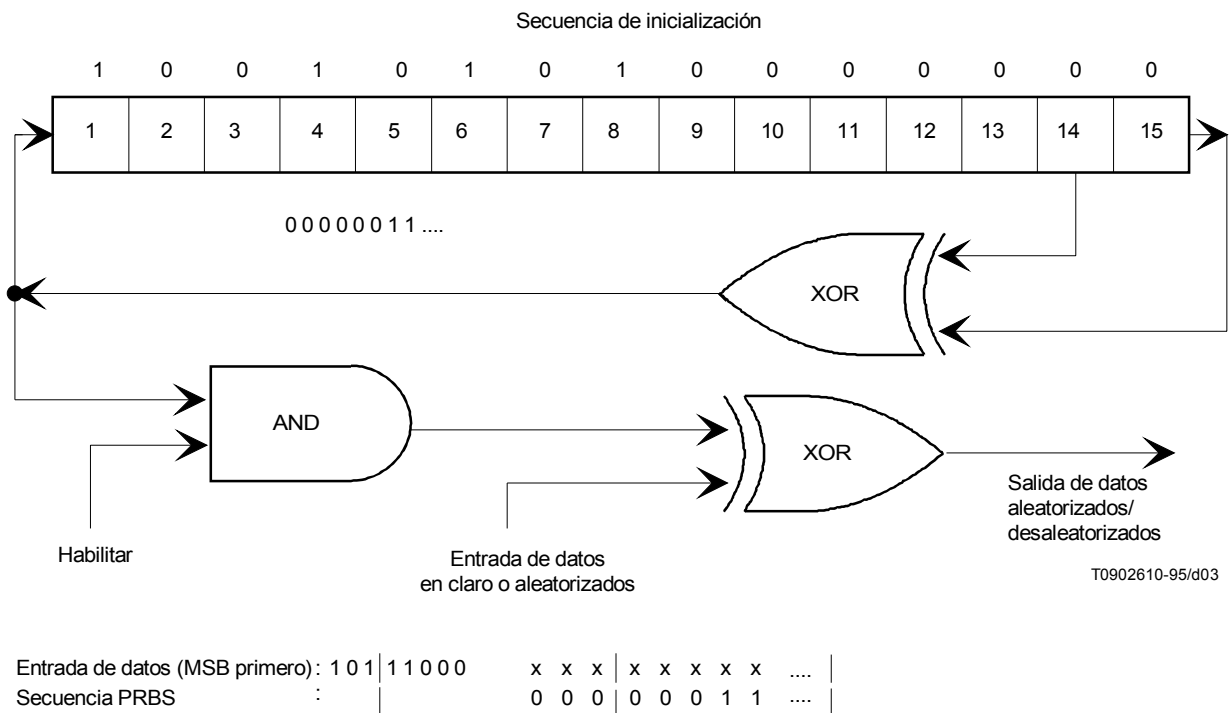 Secuencia de inicialización
1 0 0 1 0 1 0 1 0 0 0 0 0 0 0
1 2 3 4 5 6 7 8 9 10 11 12 13 14 15
0 0 0 0 0 0 1 1 ....
XOR
AND
XOR
Habilitar
Entrada de datos
en claro o aleatorizados
Salida de datos
aleatorizados/
desaleatorizados
T0902610-95/d03
Entrada de datos (MSB primero) : 1 0 1 | 1 1 0 0 0 x x x | x x x x x .... |
Secuencia PRBS : | 0 0 0 | 0 0 0 1 1 .... |